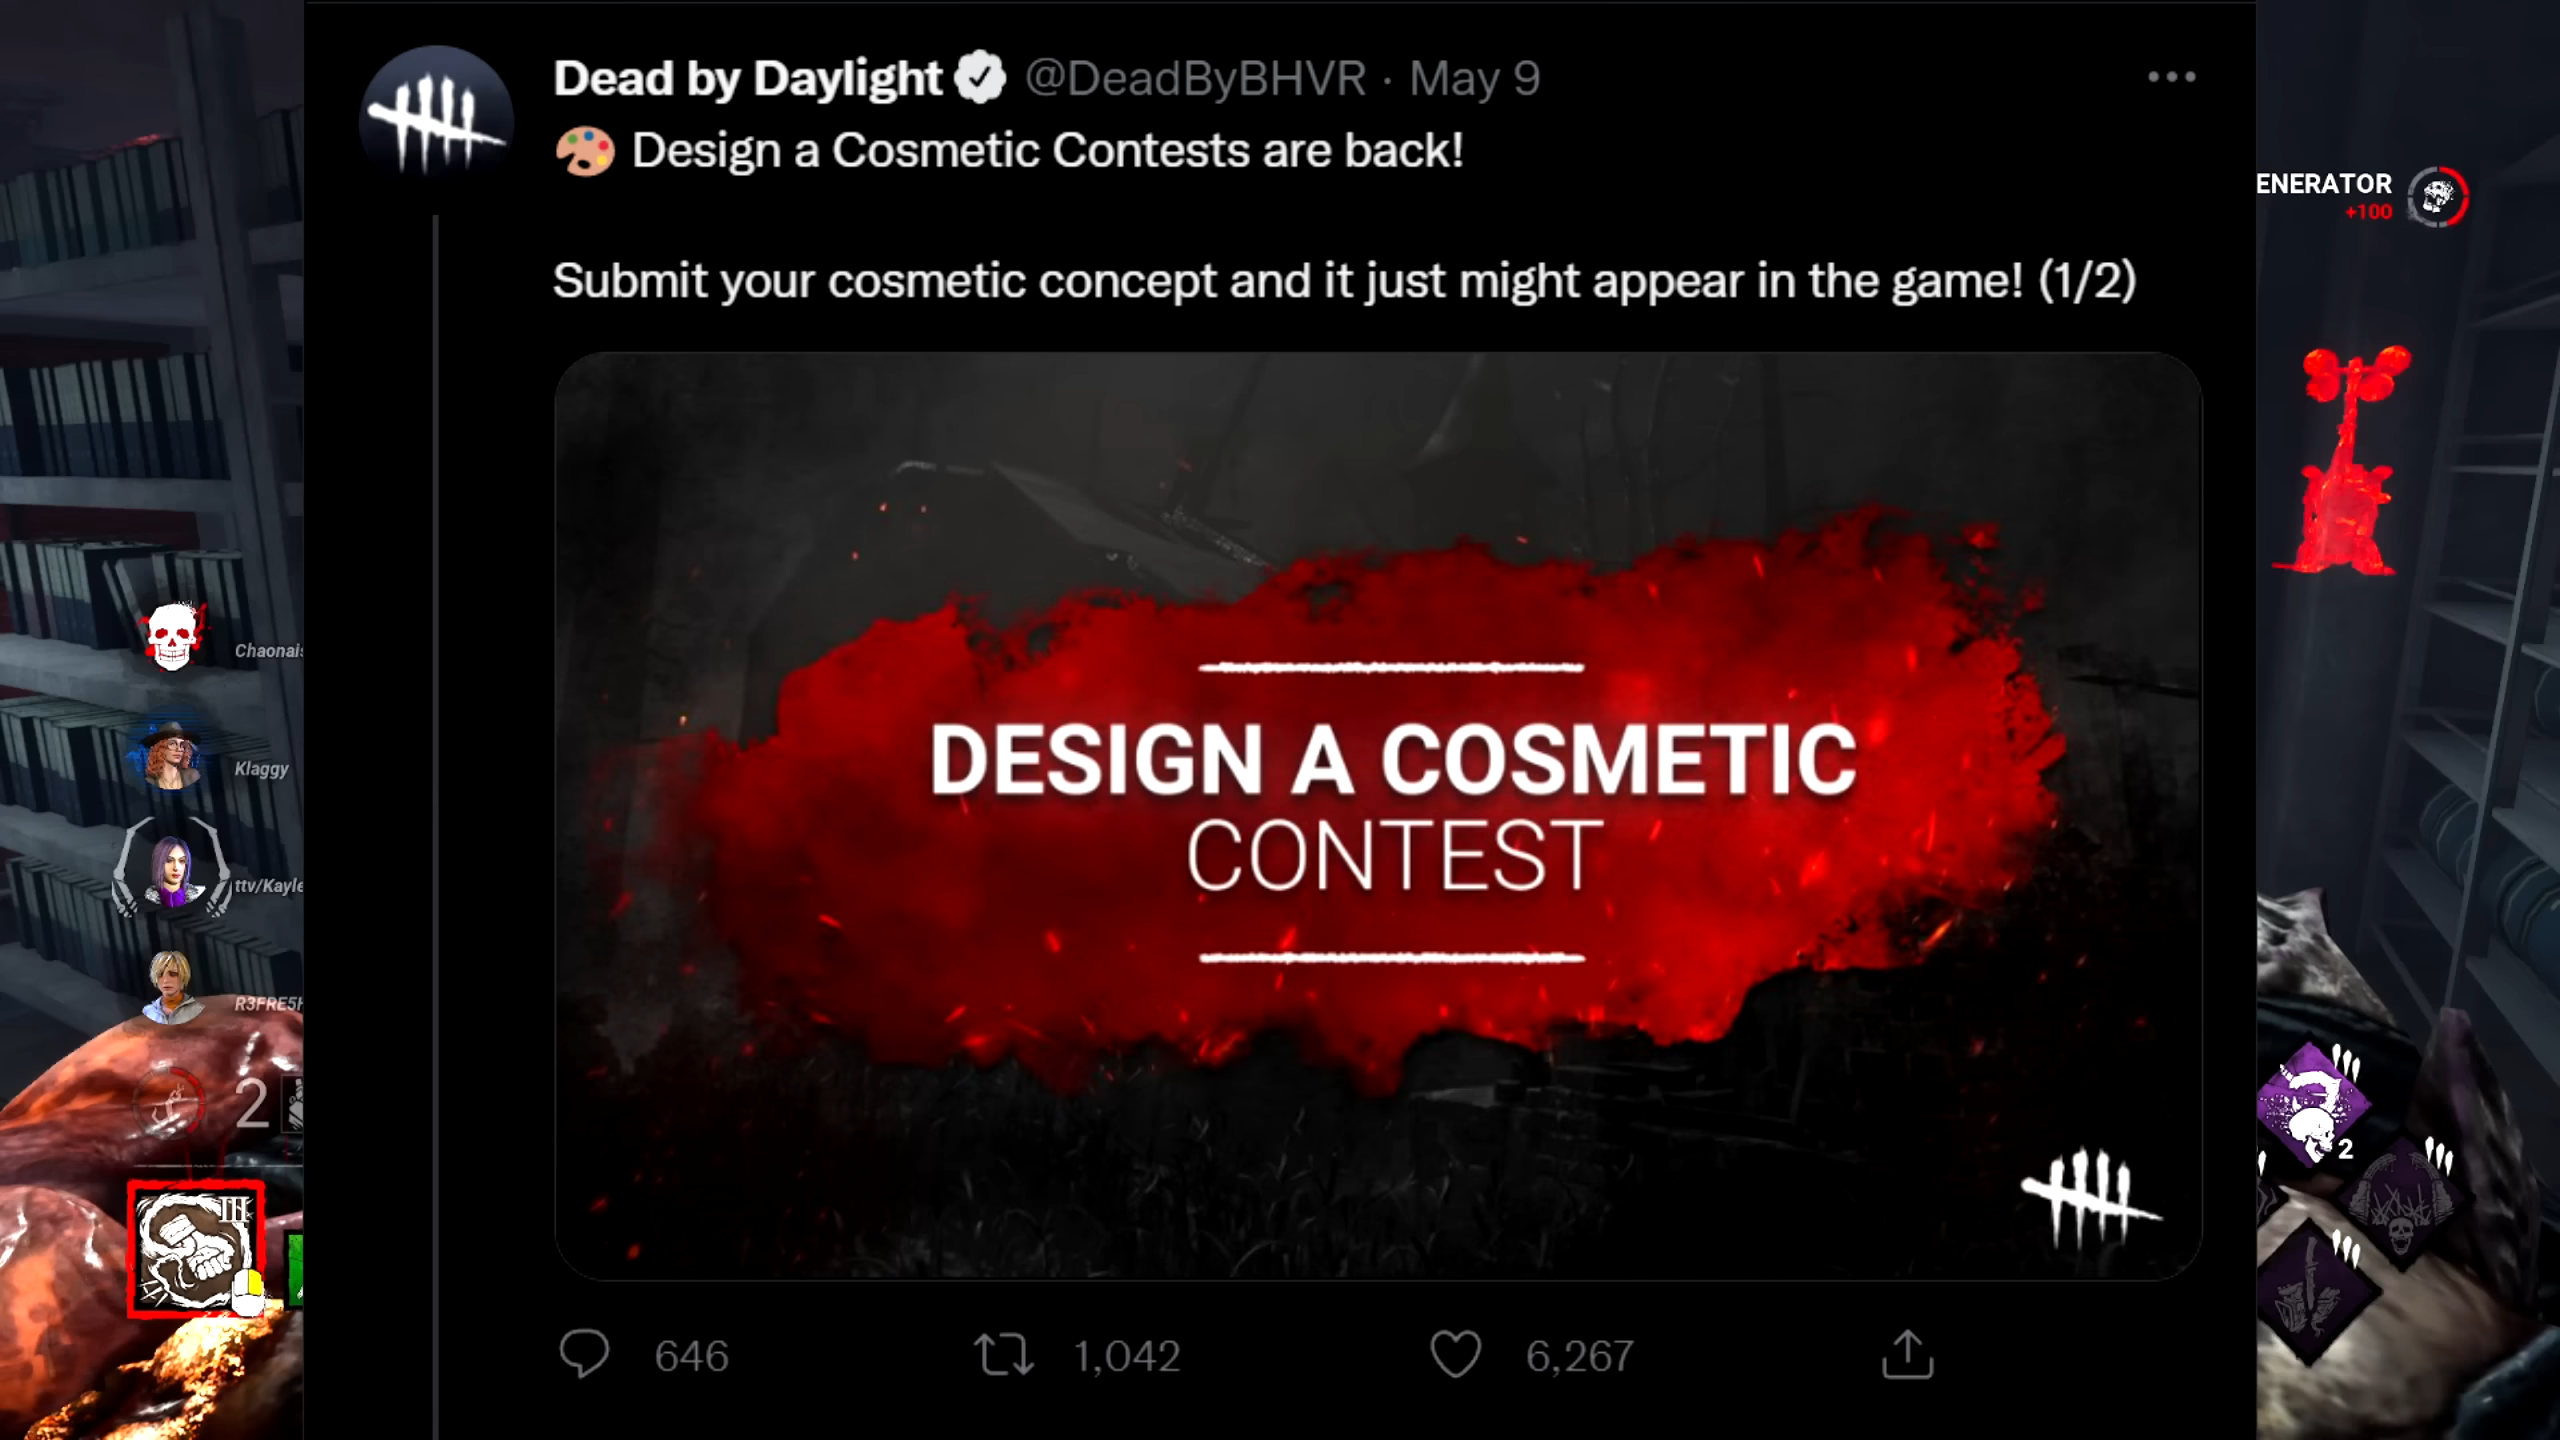 Dead by Daylight @DeadByBHVR · May 9
🎨 Design a Cosmetic Contests are back!
Submit your cosmetic concept and it just might appear in the game! (1/2)
DESIGN A COSMETIC
CONTEST
646 1,042 6,267
ENERATOR
+100
Chaonai
Klaggy
ttv/Kayle
R3FRE5
2
III
2